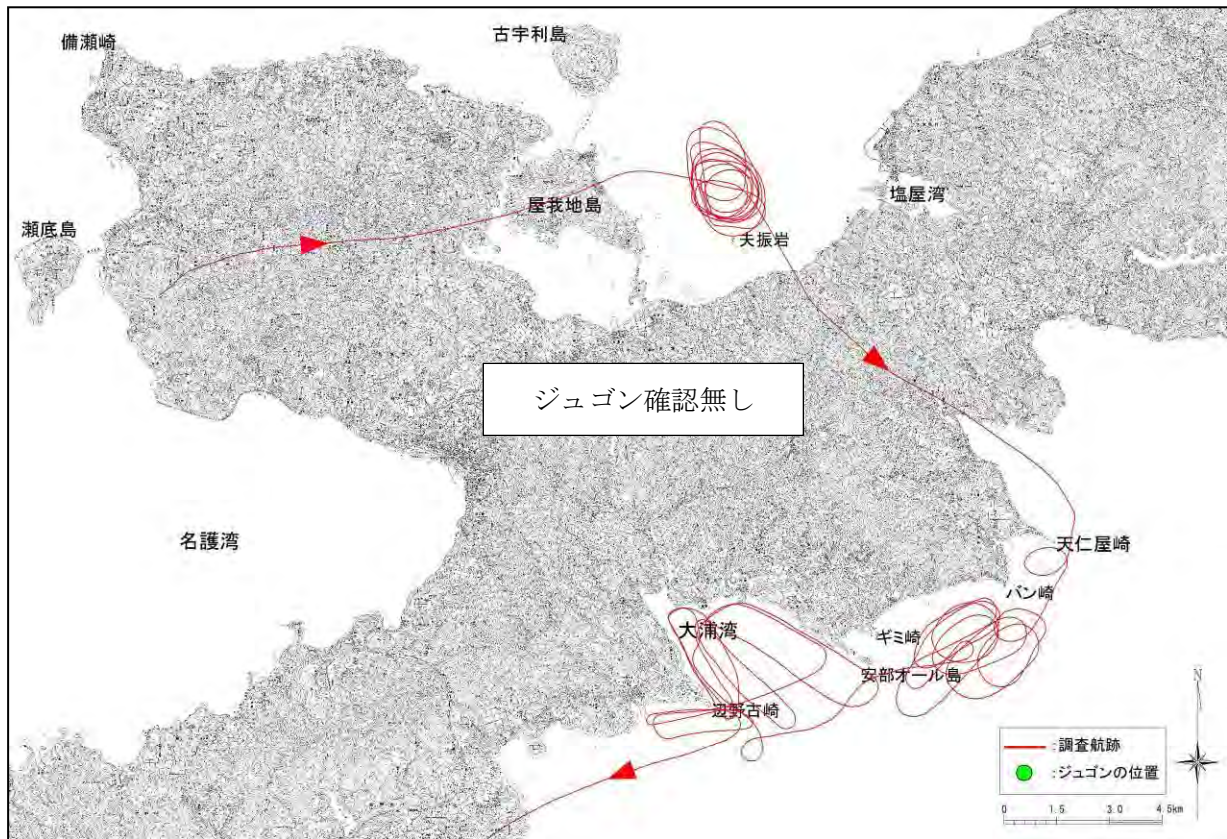 古宇利島
備瀬崎
塩屋湾
屋我地島
瀬底島
夫振岩
ジュゴン確認無し
名護湾
天仁屋崎
バン崎
大浦湾
ギミ崎
安部オール島
辺野古崎
N
:調査航跡
:ジュゴンの位置
0 1.5 3.0 4.5km